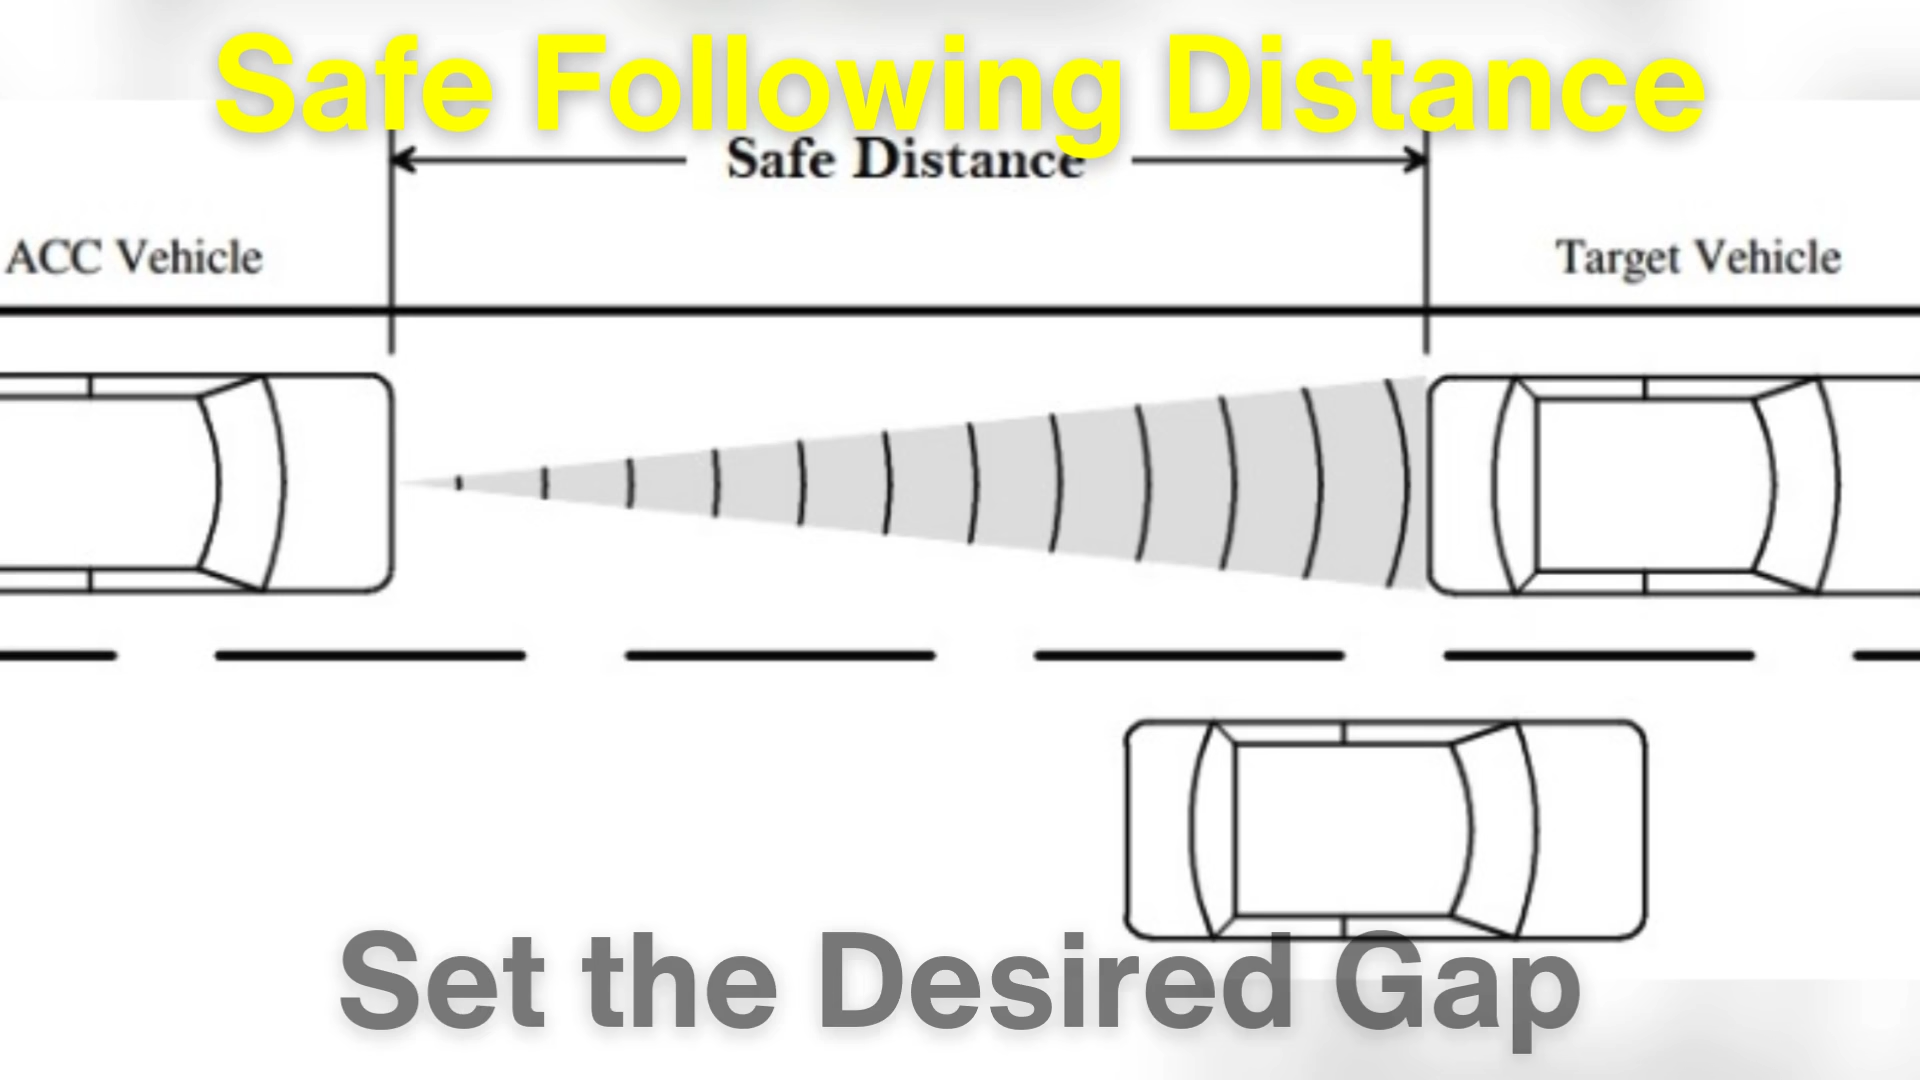 Safe Following Distance
Safe Distance
ACC Vehicle
Target Vehicle
Set the Desired Gap